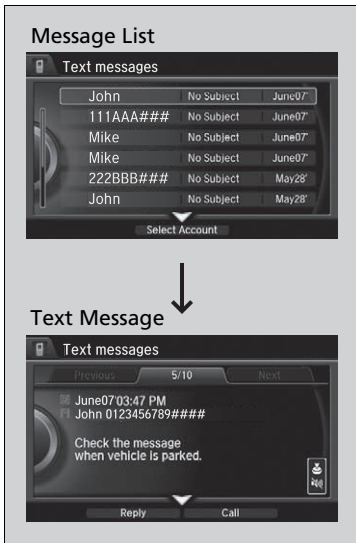 Message List
Text messages
John No Subject June07'
111AAA### No Subject June07'
Mike No Subject June07'
Mike No Subject June07'
222BBB### No Subject May28'
John No Subject May28'
Select Account
Text Message
Text messages
Previous 5/10 Next
June07'03:47 PM
John 0123456789####
Check the message
when vehicle is parked.
Reply Call